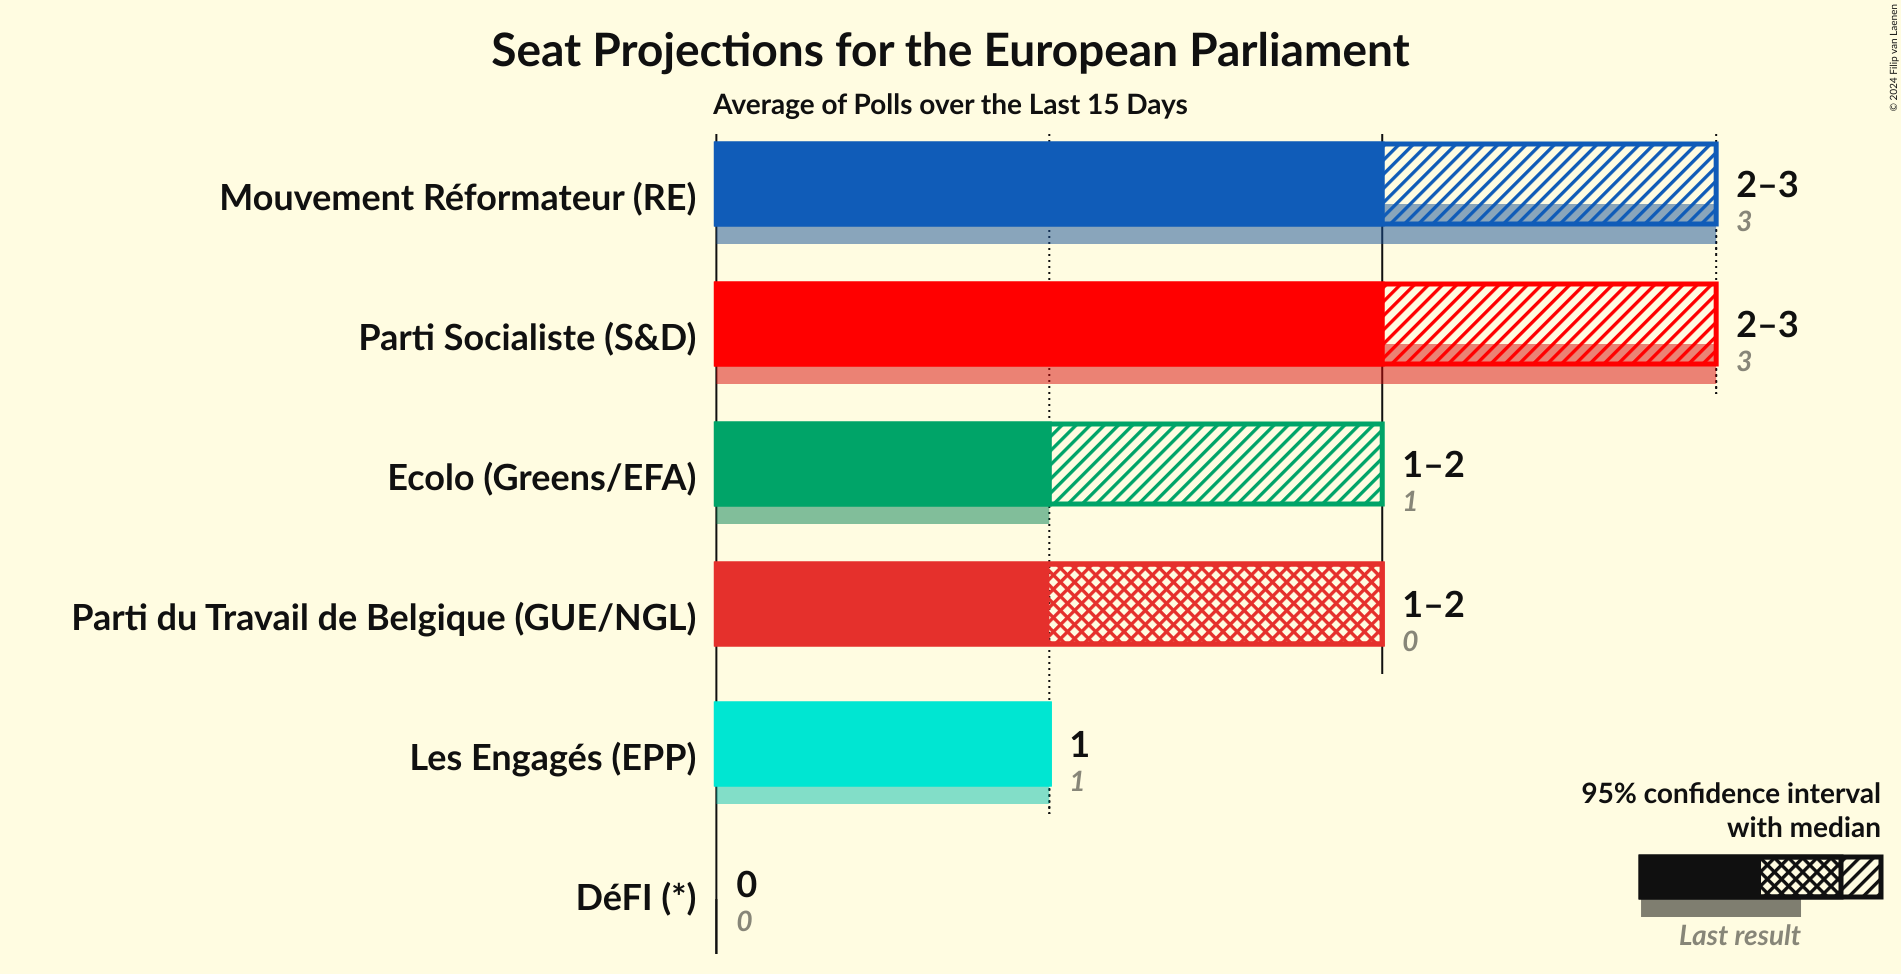 Seat Projections for the European Parliament
Average of Polls over the Last 15 Days
© 2024 Filip van Laenen
Mouvement Réformateur (RE)
2–3
3
Parti Socialiste (S&D)
2–3
3
Ecolo (Greens/EFA)
1–2
1
Parti du Travail de Belgique (GUE/NGL)
1–2
0
Les Engagés (EPP)
1
1
DéFI (*)
0
0
95% confidence interval
with median
Last result